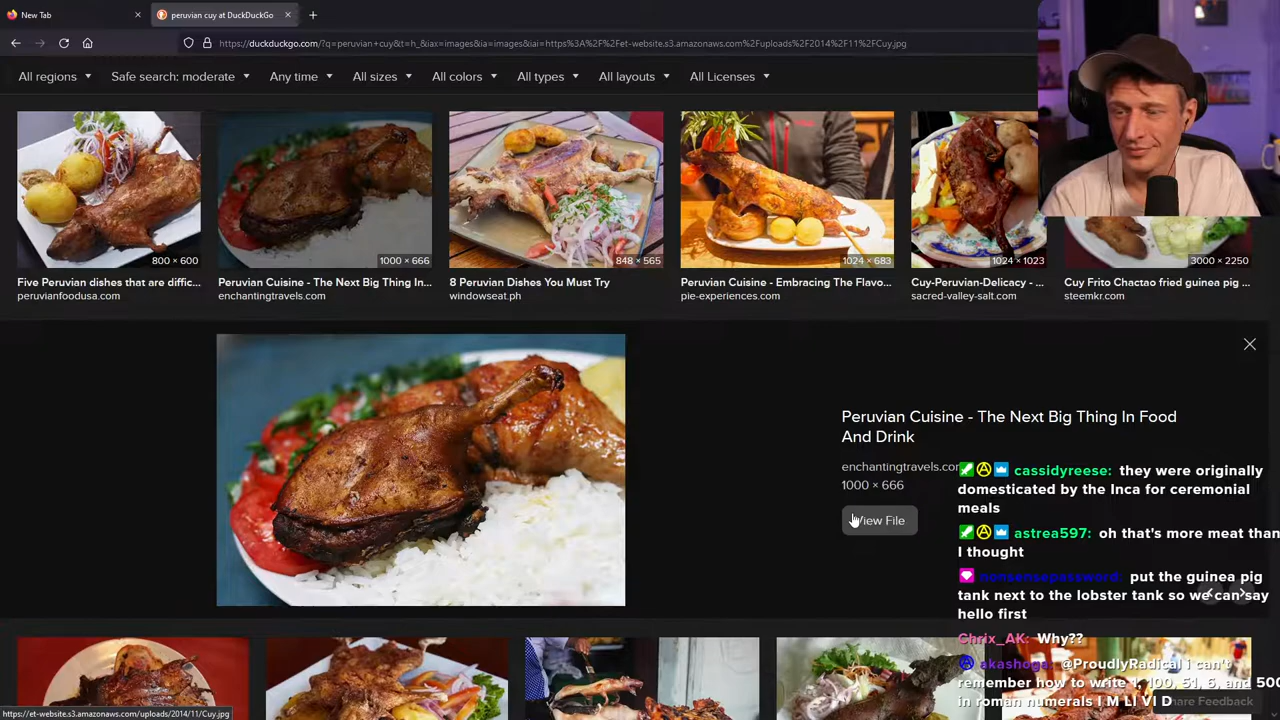 New Tab
peruvian cuy at DuckDuckGo
https://duckduckgo.com/?q=peruvian+cuy&t=h_&iax=images&ia=images&iai=https%3A%2F%2Fet-website.s3.amazonaws.com%2Fuploads%2F2014%2F11%2FCuy.jpg
All regions
Safe search: moderate
Any time
All sizes
All colors
All types
All layouts
All Licenses
800 × 600
1000 × 666
848 × 565
1024 × 683
1024 × 1023
3000 × 2250
Five Peruvian dishes that are diffic...
Peruvian Cuisine - The Next Big Thing In...
8 Peruvian Dishes You Must Try
Peruvian Cuisine - Embracing The Flavo...
Cuy-Peruvian-Delicacy - ...
Cuy Frito Chactao fried guinea pig ...
peruvianfoodusa.com
enchantingtravels.com
windowseat.ph
pie-experiences.com
sacred-valley-salt.com
steemkr.com
Peruvian Cuisine - The Next Big Thing In Food
And Drink
enchantingtravels.com
1000 × 666
View File
cassidyreese: they were originally
domesticated by the Inca for ceremonial
meals
astrea597: oh that's more meat than
I thought
nonsensepassword: put the guinea pig
tank next to the lobster tank so we can say
hello first
Chrix_AK: Why??
akashoga: @ProudlyRadical i can't
remember how to write 1, 100, 51, 6, and 500
in roman numerals I M LI VI D
Share Feedback
https://et-website.s3.amazonaws.com/uploads/2014/11/Cuy.jpg